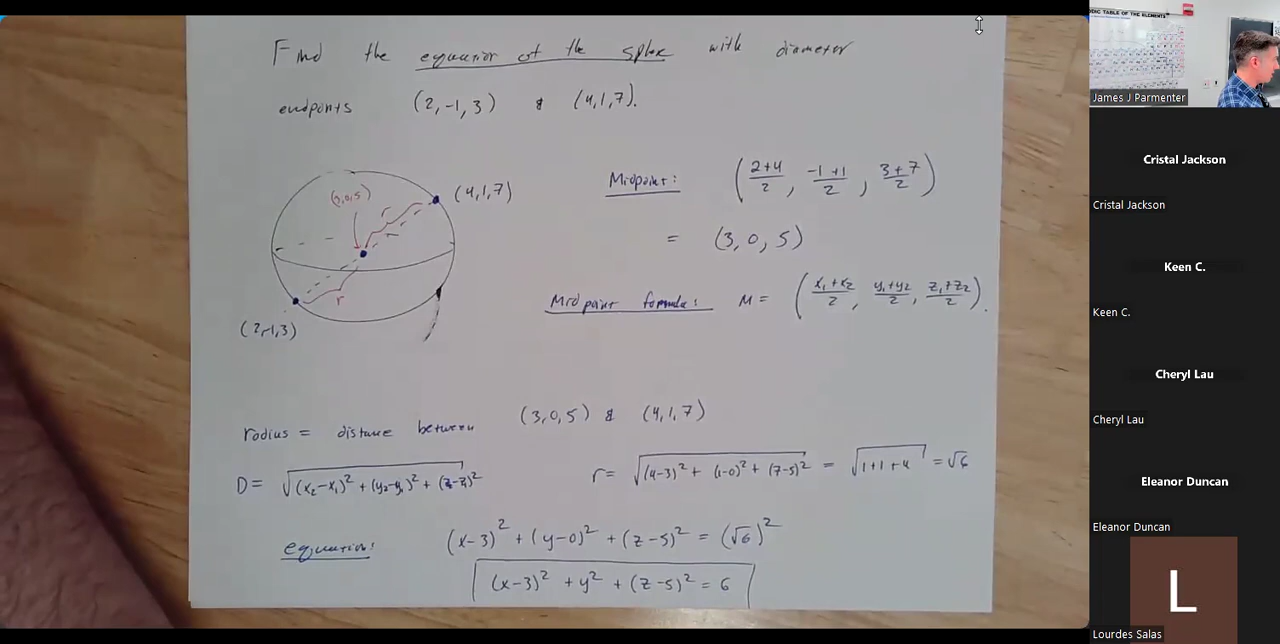 Find the equation of the sphere with diameter
endpoints (2, -1, 3) & (4, 1, 7).
(3,0,5)
(4,1,7)
r
r
(2,-1,3)
Midpoint: ( 2+4/2 , -1+1/2 , 3+7/2 )
= (3, 0, 5)
Midpoint formula: M = ( x₁+x₂/2 , y₁+y₂/2 , z₁+z₂/2 ).
radius = distance between (3,0,5) & (4,1,7)
D= √(x₂-x₁)² + (y₂-y₁)² + (z₂-z₁)² r= √(4-3)² + (1-0)² + (7-5)² = √1+1+4 = √6
equation: (x-3)² + (y-0)² + (z-5)² = (√6)²
(x-3)² + y² + (z-5)² = 6
PERIODIC TABLE OF THE ELEMENTS
James J Parmenter
Cristal Jackson
Cristal Jackson
Keen C.
Keen C.
Cheryl Lau
Cheryl Lau
Eleanor Duncan
Eleanor Duncan
L
Lourdes Salas